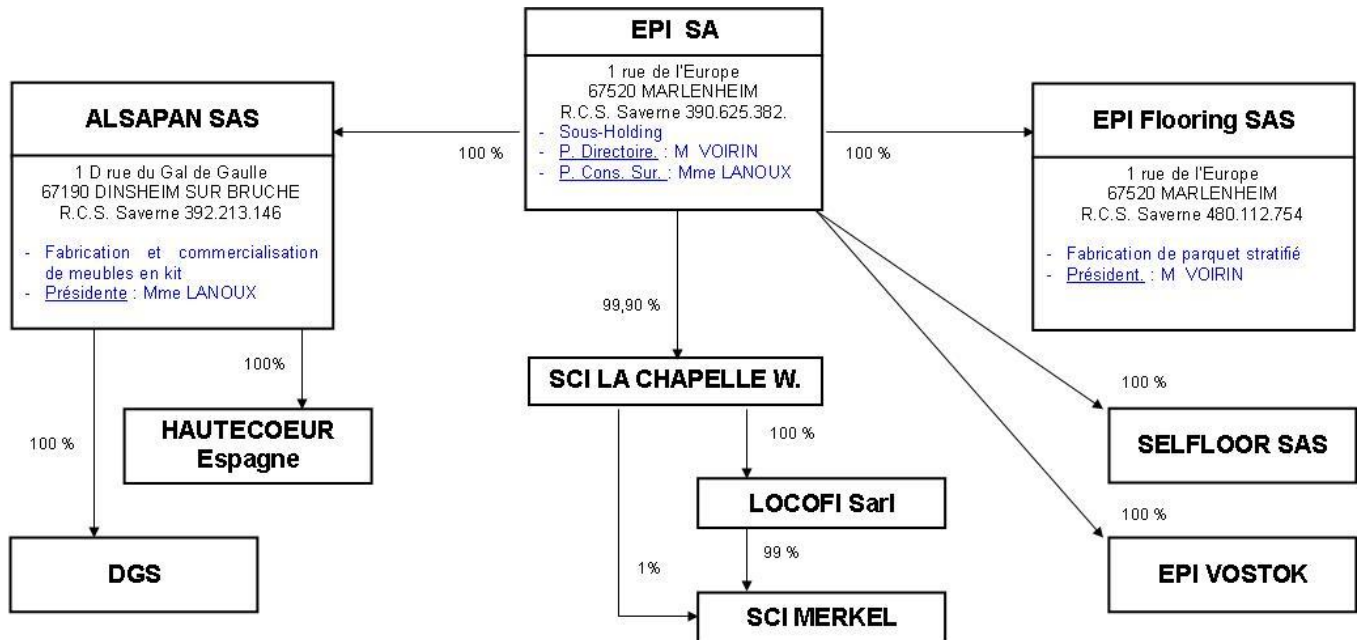 EPI SA
1 rue de l'Europe
67520 MARLENHEIM
R.C.S. Saverne 390.625.382.
- Sous-Holding
- P. Directoire. : M VOIRIN
- P. Cons. Sur. : Mme LANOUX
ALSAPAN SAS
1 D rue du Gal de Gaulle
67190 DINSHEIM SUR BRUCHE
R.C.S. Saverne 392.213.146
- Fabrication et commercialisation
de meubles en kit
- Présidente : Mme LANOUX
100 %
100 %
EPI Flooring SAS
1 rue de l'Europe
67520 MARLENHEIM
R.C.S. Saverne 480.112.754
- Fabrication de parquet stratifié
- Président. : M VOIRIN
99,90 %
100%
SCI LA CHAPELLE W.
100 %
HAUTECOEUR
Espagne
100 %
100 %
SELFLOOR SAS
LOCOFI Sarl
100 %
DGS
1%
99 %
EPI VOSTOK
SCI MERKEL